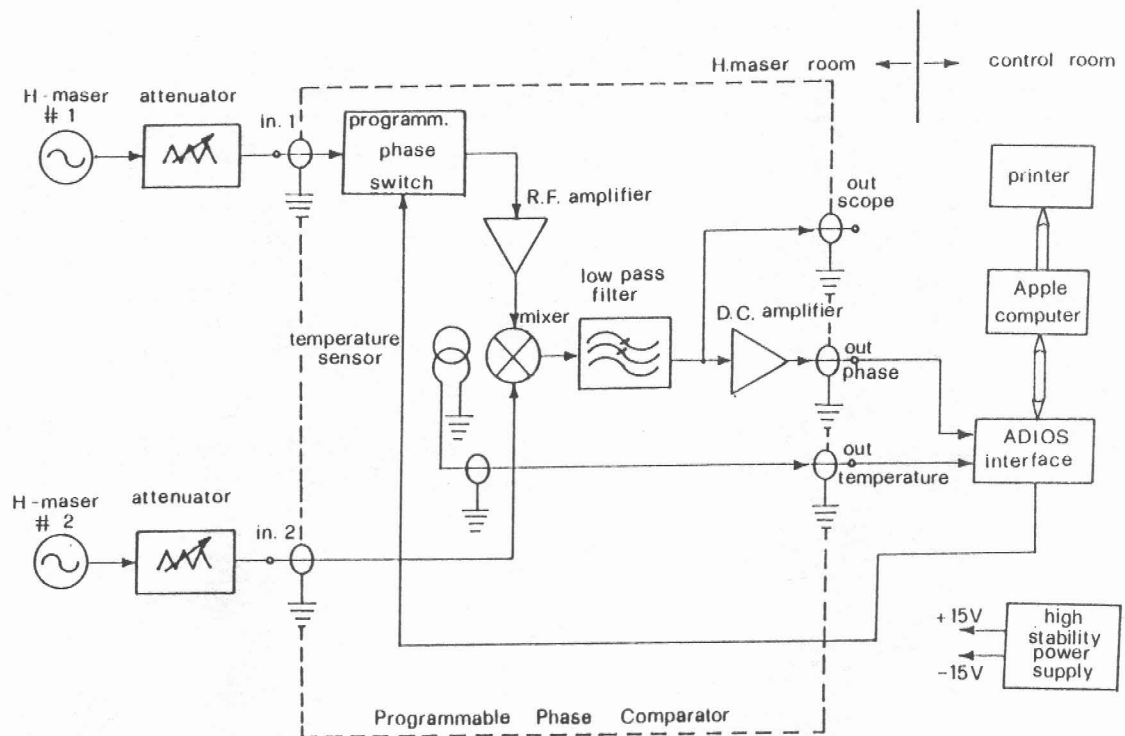 H.maser room
control room
H-maser
# 1
attenuator
in. 1
programm.
phase
switch
R.F. amplifier
out
scope
printer
low pass
filter
mixer
D.C. amplifier
Apple
computer
temperature
sensor
out
phase
ADIOS
interface
out
temperature
H-maser
# 2
attenuator
in. 2
+15V
-15V
high
stability
power
supply
Programmable Phase Comparator